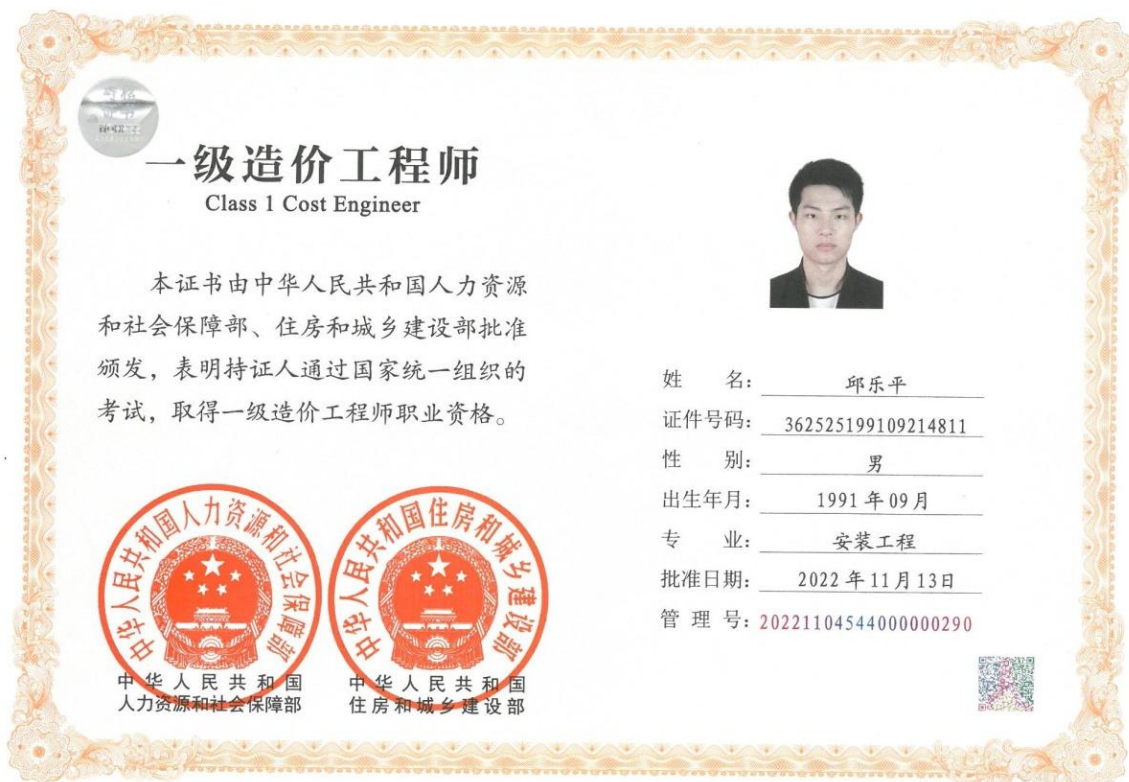 一级造价工程师
Class 1 Cost Engineer
本证书由中华人民共和国人力资源
和社会保障部、住房和城乡建设部批准
颁发，表明持证人通过国家统一组织的
考试，取得一级造价工程师职业资格。
中华人民共和国人力资源和社会保障部
中华人民共和国
人力资源和社会保障部
中华人民共和国住房和城乡建设部
中华人民共和国
住房和城乡建设部
姓 名： 邱乐平
证件号码： 362525199109214811
性 别： 男
出生年月： 1991年09月
专 业： 安装工程
批准日期： 2022年11月13日
管 理 号：20221104544000000290